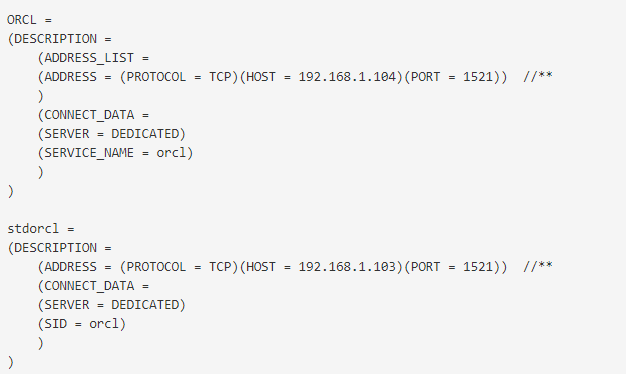 ORCL =
(DESCRIPTION =
    (ADDRESS_LIST =
    (ADDRESS = (PROTOCOL = TCP)(HOST = 192.168.1.104)(PORT = 1521))  //**
    )
    (CONNECT_DATA =
    (SERVER = DEDICATED)
    (SERVICE_NAME = orcl)
    )
)

stdorcl =
(DESCRIPTION =
    (ADDRESS = (PROTOCOL = TCP)(HOST = 192.168.1.103)(PORT = 1521))  //**
    (CONNECT_DATA =
    (SERVER = DEDICATED)
    (SID = orcl)
    )
)